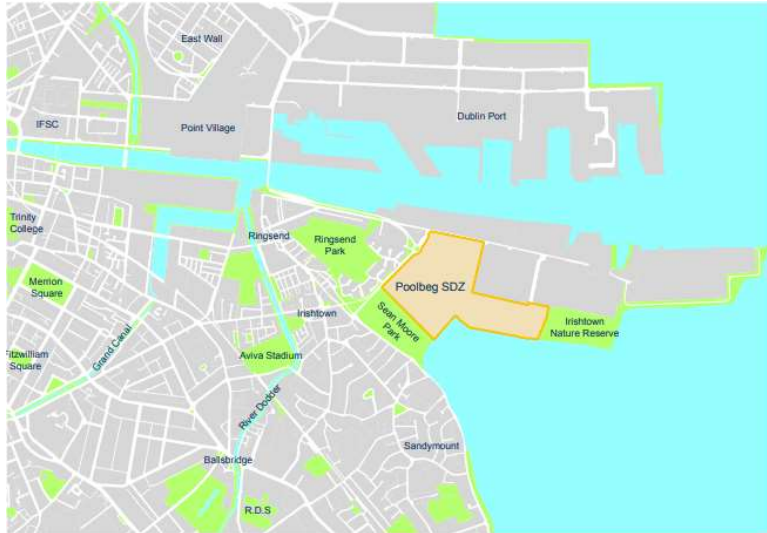 East Wall
IFSC
Point Village
Dublin Port
Trinity
College
Ringsend
Ringsend
Park
Merrion
Square
Poolbeg SDZ
Sean Moore
Park
Irishtown
Irishtown
Nature Reserve
Grand Canal
Fitzwilliam
Square
Aviva Stadium
River Dodder
Sandymount
Ballsbridge
R.D.S